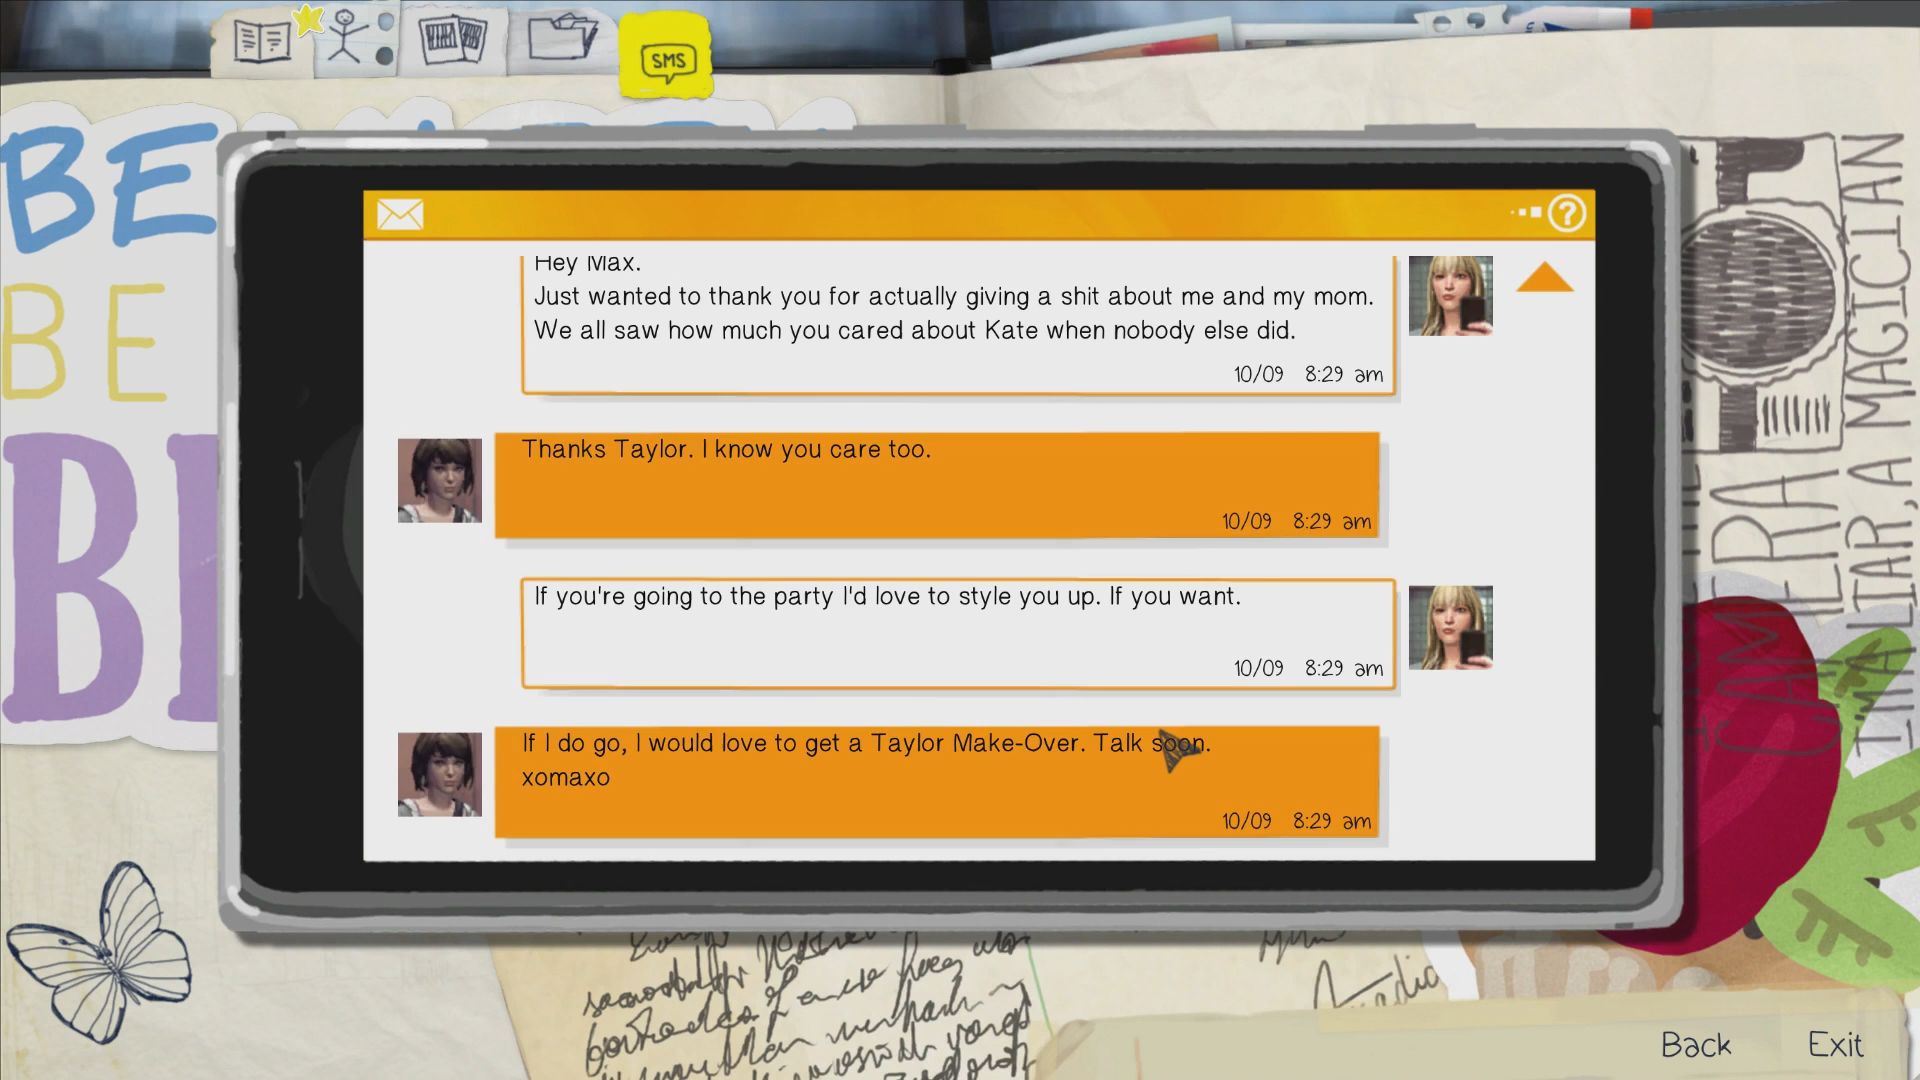 SMS
BE
BE
Hey Max.
Just wanted to thank you for actually giving a shit about me and my mom.
We all saw how much you cared about Kate when nobody else did.
10/09 8:29 am
Thanks Taylor. I know you care too.
10/09 8:29 am
If you're going to the party I'd love to style you up. If you want.
10/09 8:29 am
If I do go, I would love to get a Taylor Make-Over. Talk soon.
xomaxo
10/09 8:29 am
CAMERA
I'M A LIAR, A MAGICIAN
Back Exit